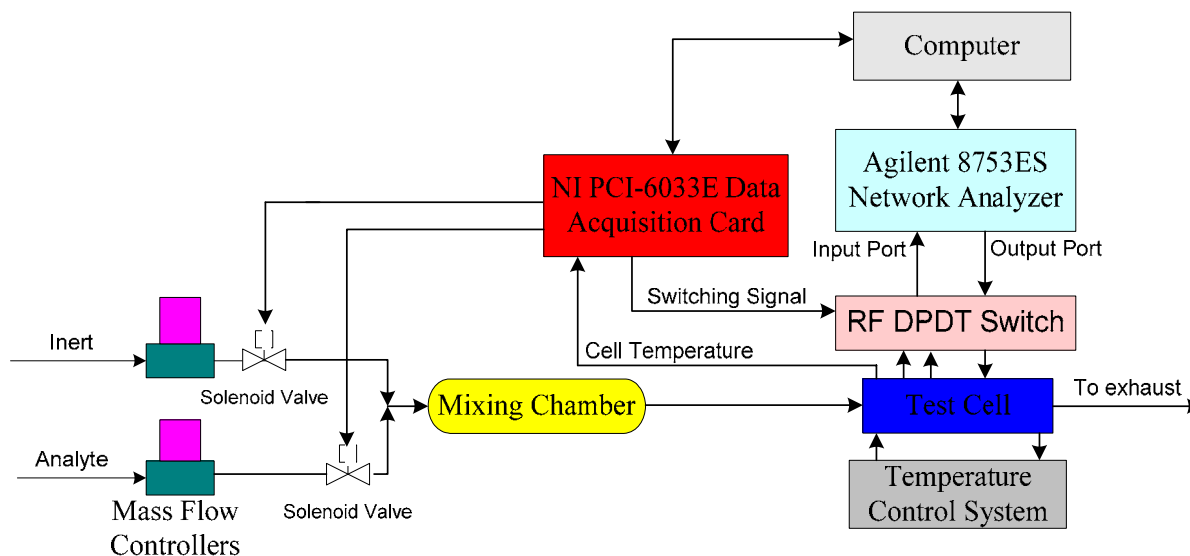 Computer
NI PCI-6033E Data
Acquisition Card
Agilent 8753ES
Network Analyzer
Input Port
Output Port
Switching Signal
RF DPDT Switch
Inert
Cell Temperature
Solenoid Valve
Mixing Chamber
Test Cell
To exhaust
Analyte
Solenoid Valve
Mass Flow
Controllers
Temperature
Control System